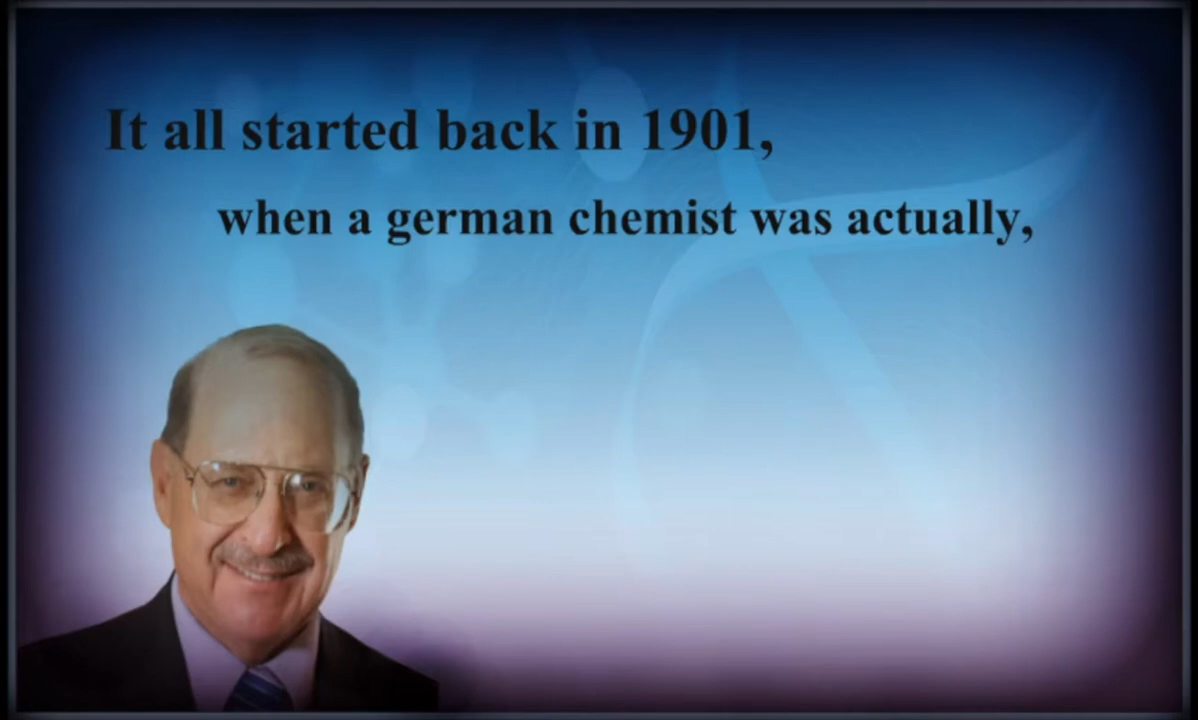 It all started back in 1901,
when a german chemist was actually,